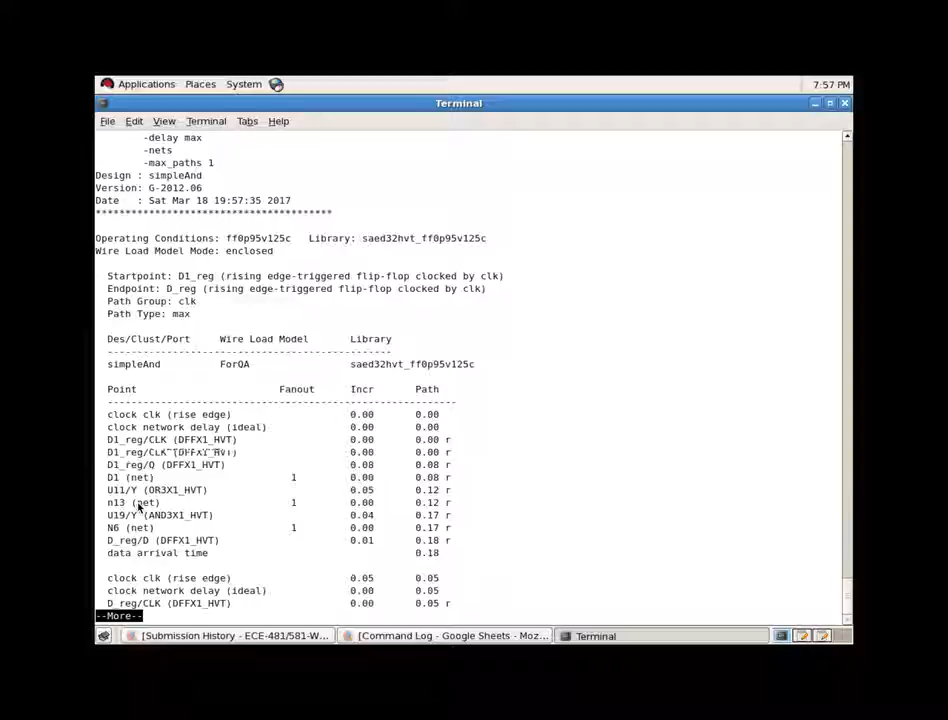 Applications Places System 7:57 PM
Terminal
File Edit View Terminal Tabs Help
-delay max
-nets
-max_paths 1
Design : simpleAnd
Version: G-2012.06
Date : Sat Mar 18 19:57:35 2017
****************************************
Operating Conditions: ff0p95v125c Library: saed32hvt_ff0p95v125c
Wire Load Model Mode: enclosed
Startpoint: D1_reg (rising edge-triggered flip-flop clocked by clk)
Endpoint: D_reg (rising edge-triggered flip-flop clocked by clk)
Path Group: clk
Path Type: max
Des/Clust/Port Wire Load Model Library
------------------------------------------------
simpleAnd ForQA saed32hvt_ff0p95v125c
Point Fanout Incr Path
-----------------------------------------------------------
clock clk (rise edge) 0.00 0.00
clock network delay (ideal) 0.00 0.00
D1_reg/CLK (DFFX1_HVT) 0.00 0.00 r
D1_reg/CLK (DFFX1_HVT) 0.00 0.00 r
D1_reg/Q (DFFX1_HVT) 0.08 0.08 r
D1 (net) 1 0.00 0.08 r
U11/Y (OR3X1_HVT) 0.05 0.12 r
n13 (net) 1 0.00 0.12 r
U19/Y (AND3X1_HVT) 0.04 0.17 r
N6 (net) 1 0.00 0.17 r
D_reg/D (DFFX1_HVT) 0.01 0.18 r
data arrival time 0.18
clock clk (rise edge) 0.05 0.05
clock network delay (ideal) 0.00 0.05
D_reg/CLK (DFFX1_HVT) 0.00 0.05 r
--More--
[Submission History - ECE-481/581-W... [Command Log - Google Sheets - Moz... Terminal